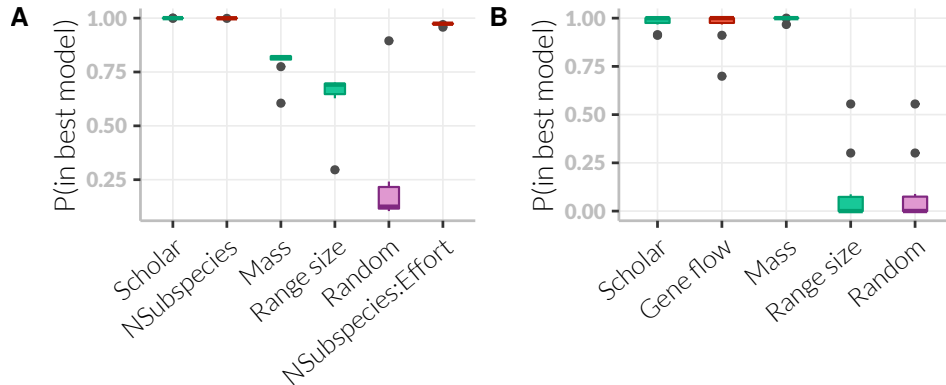 A
P(in best model)
1.00
0.75
0.50
0.25
Scholar
NSubspecies
Mass
Range size
Random
NSubspecies:Effort
B
P(in best model)
1.00
0.75
0.50
0.25
0.00
Scholar
Gene flow
Mass
Range size
Random